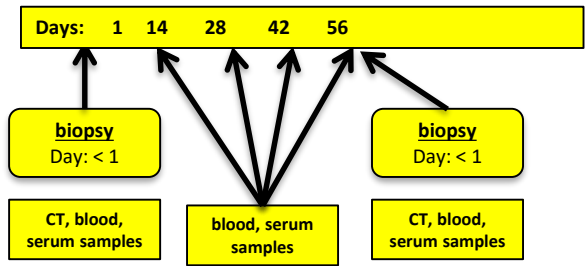 Days: 1 14 28 42 56
biopsy
Day: < 1
biopsy
Day: < 1
CT, blood,
serum samples
blood, serum
samples
CT, blood,
serum samples